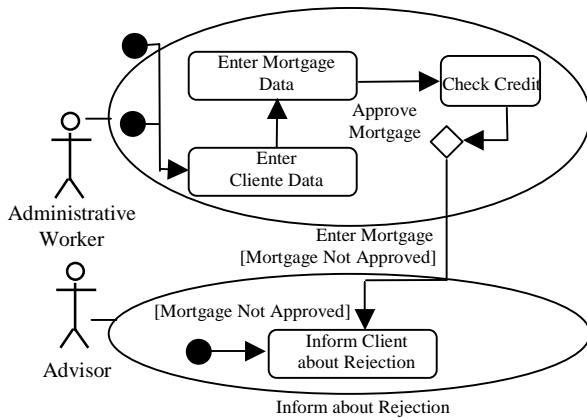 Enter Mortgage
Data
Check Credit
Approve
Mortgage
Enter
Cliente Data
Administrative
Worker
Enter Mortgage
[Mortgage Not Approved]
[Mortgage Not Approved]
Inform Client
about Rejection
Advisor
Inform about Rejection